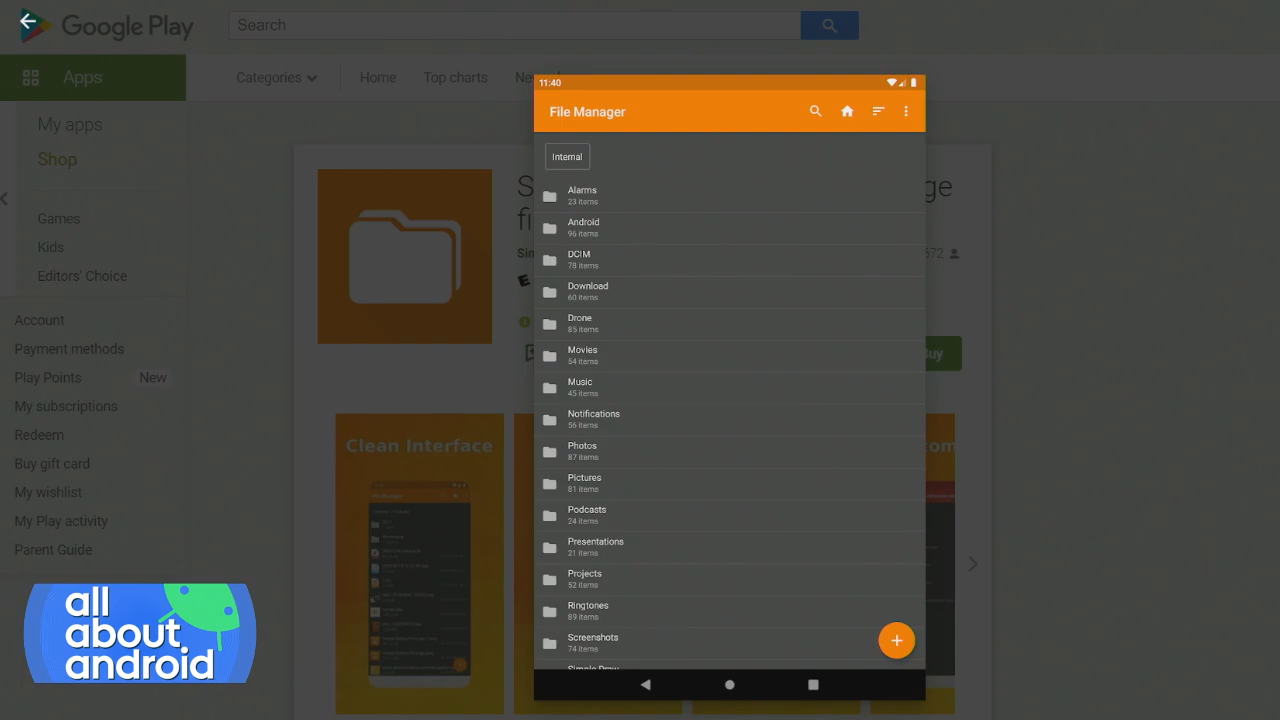 Google Play
Search
Apps
Categories
Home
Top charts
Ne
My apps
Shop
Games
Kids
Editors' Choice
Account
Payment methods
Play Points
New
My subscriptions
Redeem
Buy gift card
My wishlist
My Play activity
Parent Guide
Clean Interface
all
about
android
11:40
File Manager
Internal
Alarms
23 items
Android
96 items
DCIM
78 items
Download
60 items
Drone
85 items
Movies
54 items
Music
45 items
Notifications
56 items
Photos
87 items
Pictures
81 items
Podcasts
24 items
Presentations
21 items
Projects
52 items
Ringtones
89 items
Screenshots
74 items